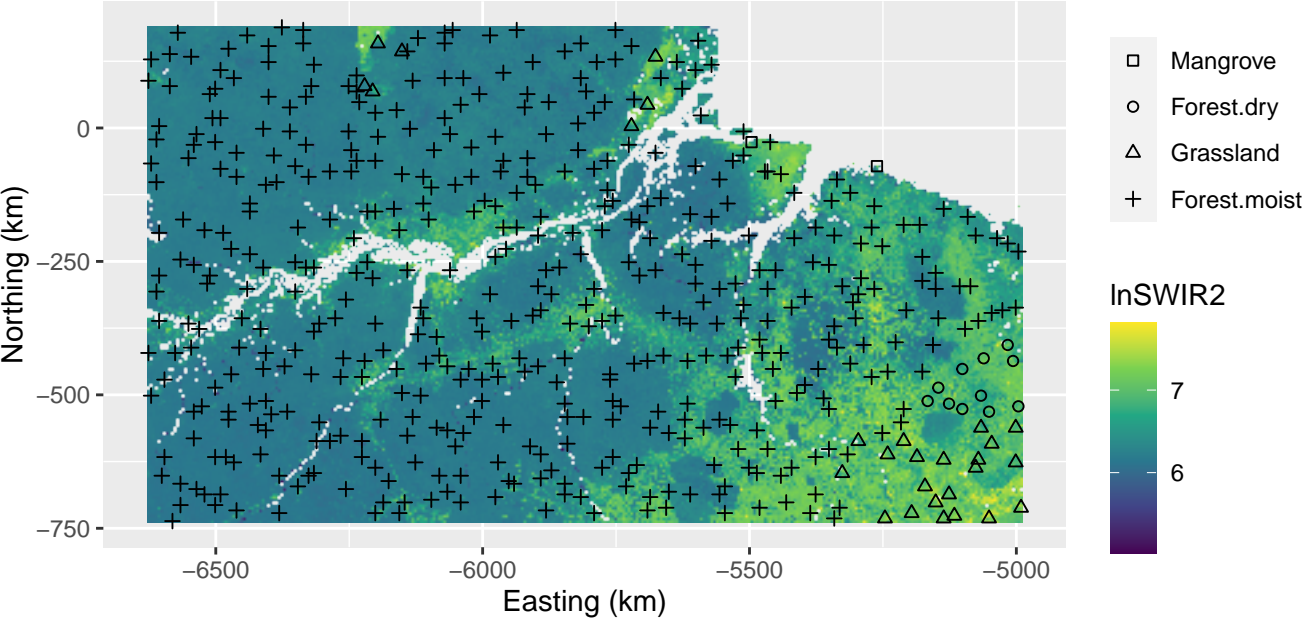 Mangrove
Forest.dry
Grassland
Forest.moist
lnSWIR2
7
6
Northing (km)
0
−250
−500
−750
−6500
−6000
−5500
−5000
Easting (km)